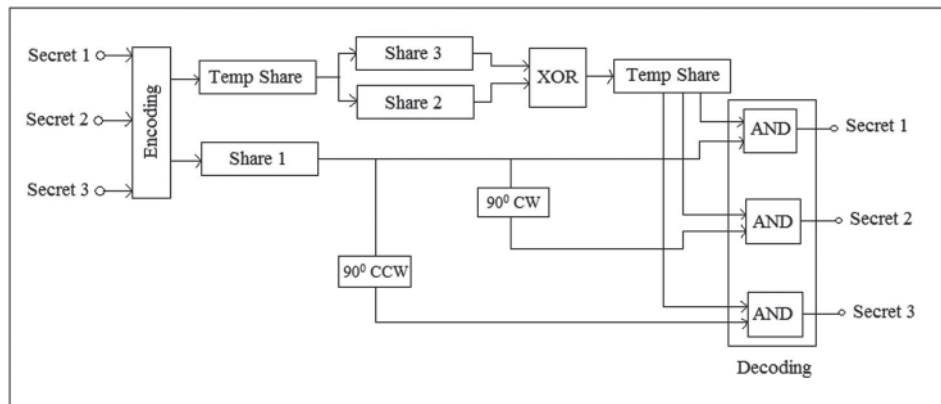 Secret 1
Secret 2
Secret 3
Encoding
Temp Share
Share 1
Share 3
Share 2
XOR
Temp Share
90⁰ CW
90⁰ CCW
AND
AND
AND
Secret 1
Secret 2
Secret 3
Decoding